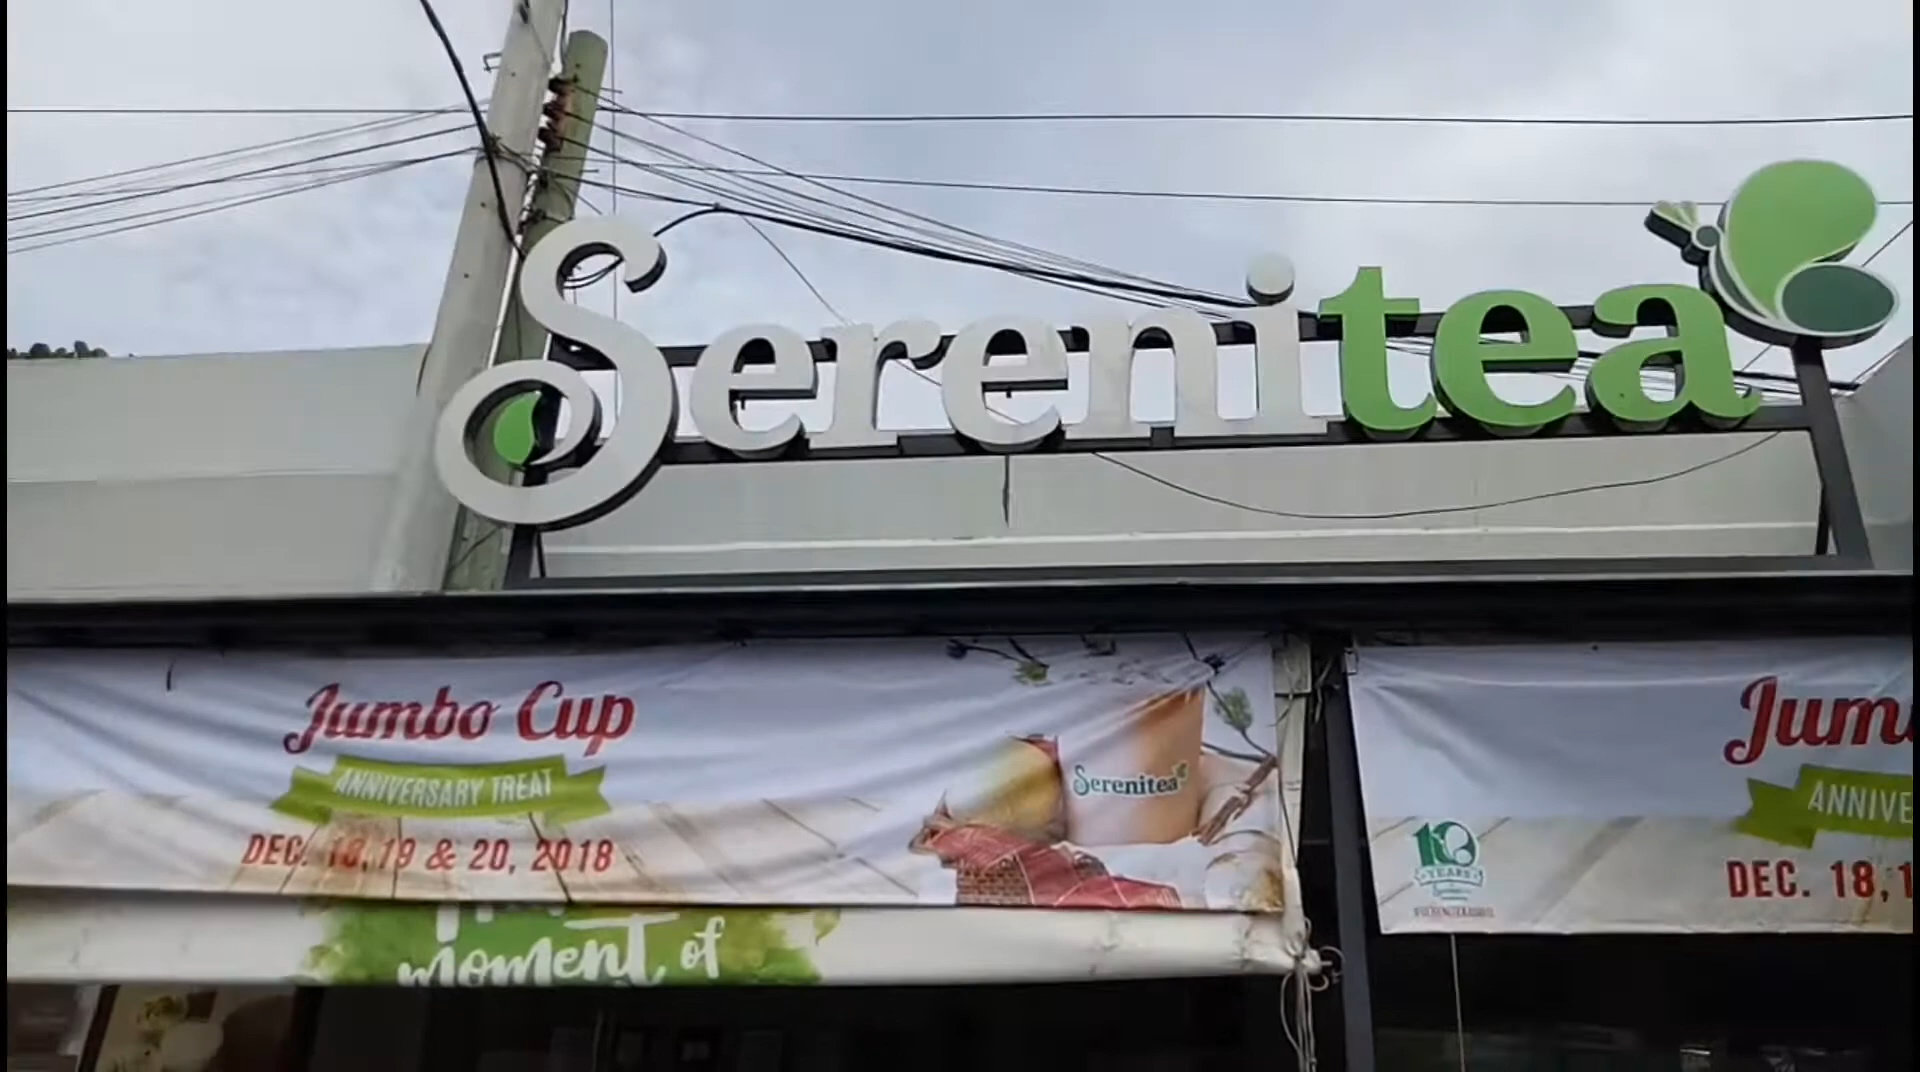 Serenitea
Jumbo Cup
ANNIVERSARY TREAT
DEC. 18,19 & 20, 2018
Serenitea
moment of
Jum
ANNIVE
DEC. 18,1
10
YEARS